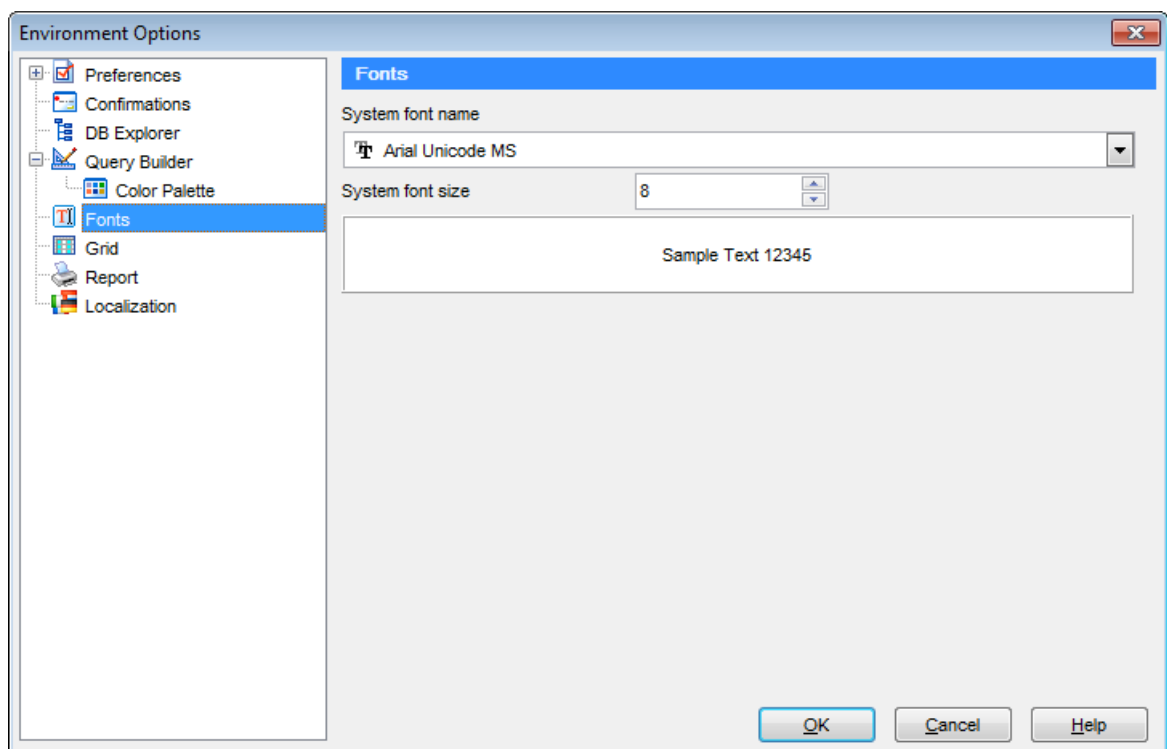 Environment Options
Preferences
Confirmations
DB Explorer
Query Builder
Color Palette
Fonts
Grid
Report
Localization
Fonts
System font name
Arial Unicode MS
System font size
8
Sample Text 12345
OK
Cancel
Help